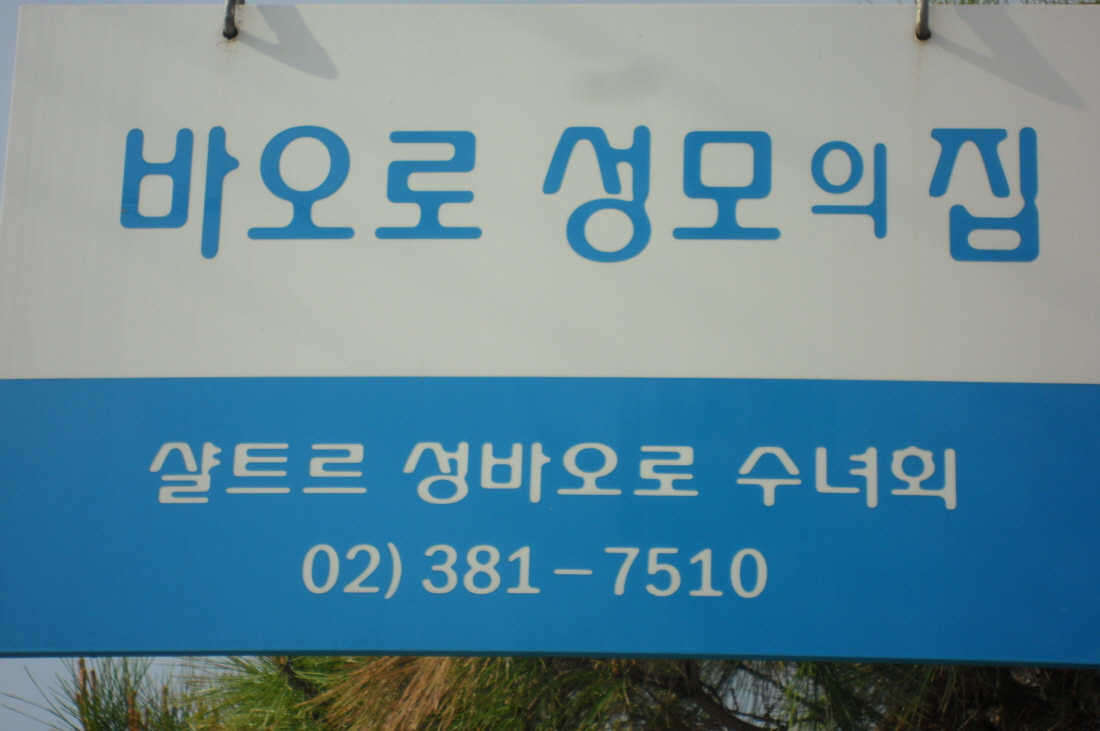 바오로 성모의 집
샬트르 성바오로 수녀회
02) 381-7510